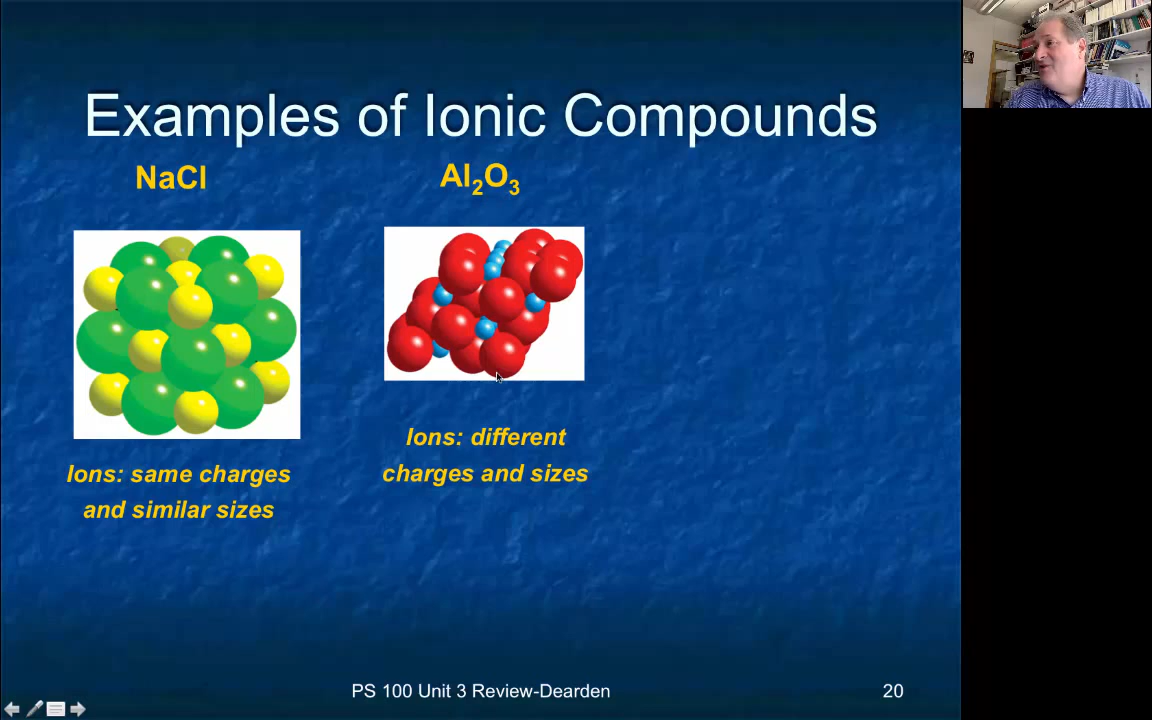 Examples of Ionic Compounds
NaCl
Al₂O₃
Ions: same charges
and similar sizes
Ions: different
charges and sizes
PS 100 Unit 3 Review-Dearden
20